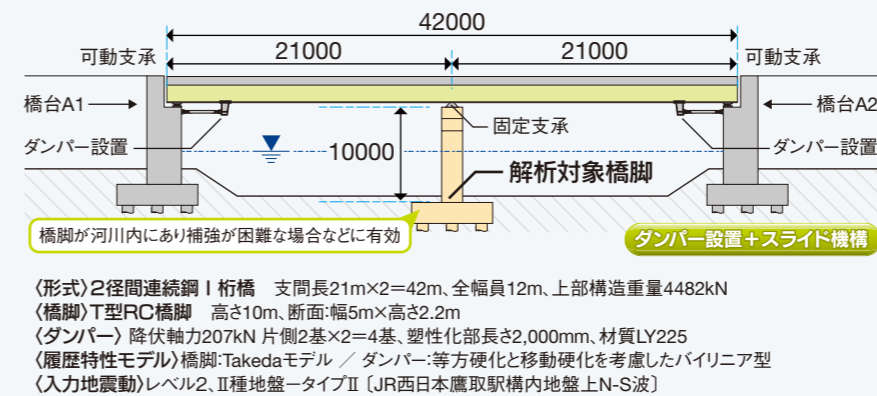 42000
可動支承
21000
21000
可動支承
橋台A1
橋台A2
固定支承
ダンパー設置
10000
ダンパー設置
解析対象橋脚
橋脚が河川内にあり補強が困難な場合などに有効
ダンパー設置+スライド機構
〈形式〉2径間連続鋼I桁橋 支間長21m×2=42m、全幅員12m、上部構造重量4482kN
〈橋脚〉T型RC橋脚 高さ10m、断面:幅5m×高さ2.2m
〈ダンパー〉降伏軸力207kN 片側2基×2=4基、塑性化部長さ2,000mm、材質LY225
〈履歴特性モデル〉橋脚:Takedaモデル / ダンパー:等方硬化と移動硬化を考慮したバイリニア型
〈入力地震動〉レベル2、Ⅱ種地盤-タイプⅡ〔JR西日本鷹取駅構内地盤上N-S波〕